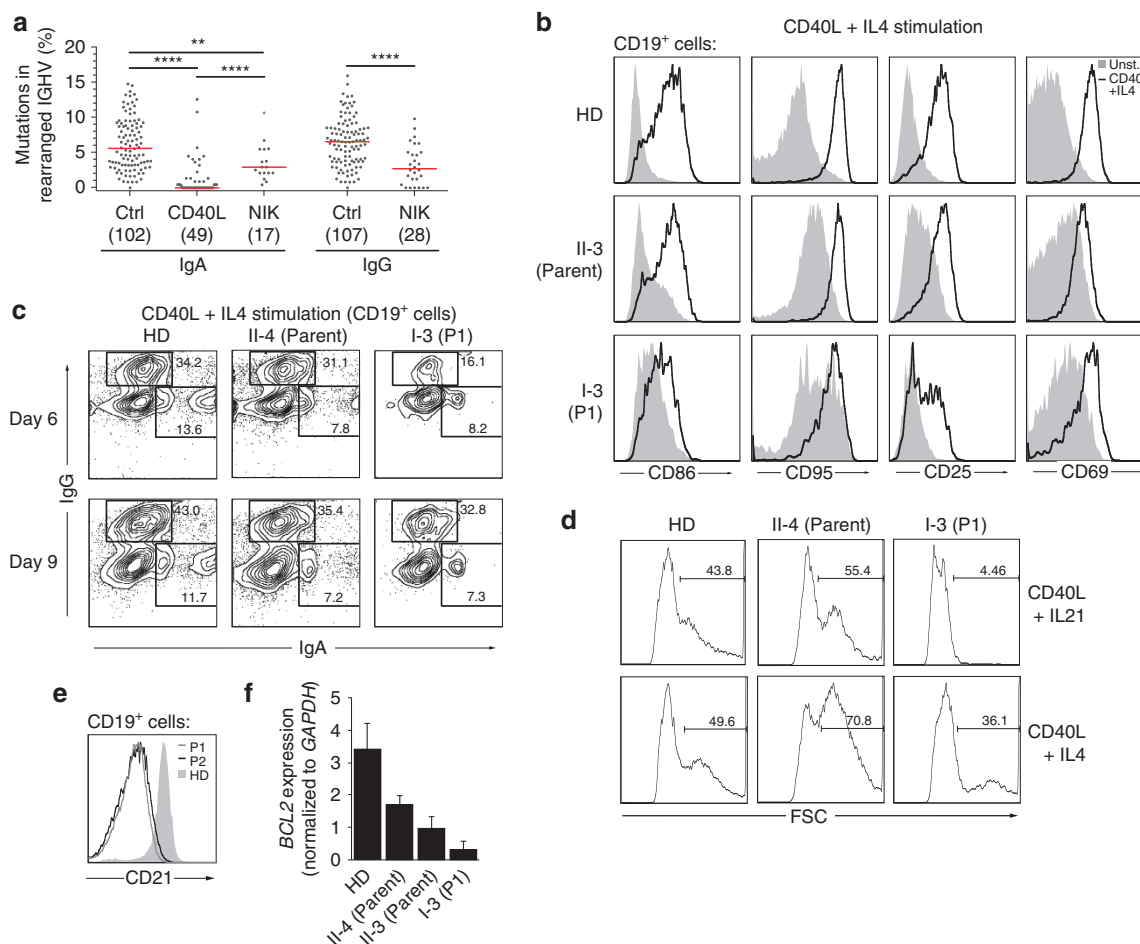 a
Mutations in
rearranged IGHV (%)
20
15
10
5
0
**
****
****
****
Ctrl
(102)
CD40L
(49)
NIK
(17)
Ctrl
(107)
NIK
(28)
IgA
IgG
b
CD40L + IL4 stimulation
CD19+ cells:
Unst.
CD40
+IL4
HD
II-3
(Parent)
I-3
(P1)
CD86
CD95
CD25
CD69
c
CD40L + IL4 stimulation (CD19+ cells)
HD
II-4 (Parent)
I-3 (P1)
Day 6
34.2
13.6
31.1
7.8
16.1
8.2
Day 9
43.0
11.7
35.4
7.2
32.8
7.3
IgG
IgA
d
HD
II-4 (Parent)
I-3 (P1)
43.8
55.4
4.46
CD40L
+ IL21
49.6
70.8
36.1
CD40L
+ IL4
FSC
e
CD19+ cells:
P1
P2
HD
CD21
f
BCL2 expression
(normalized to GAPDH)
5
4
3
2
1
0
HD
II-4 (Parent)
II-3 (Parent)
I-3 (P1)